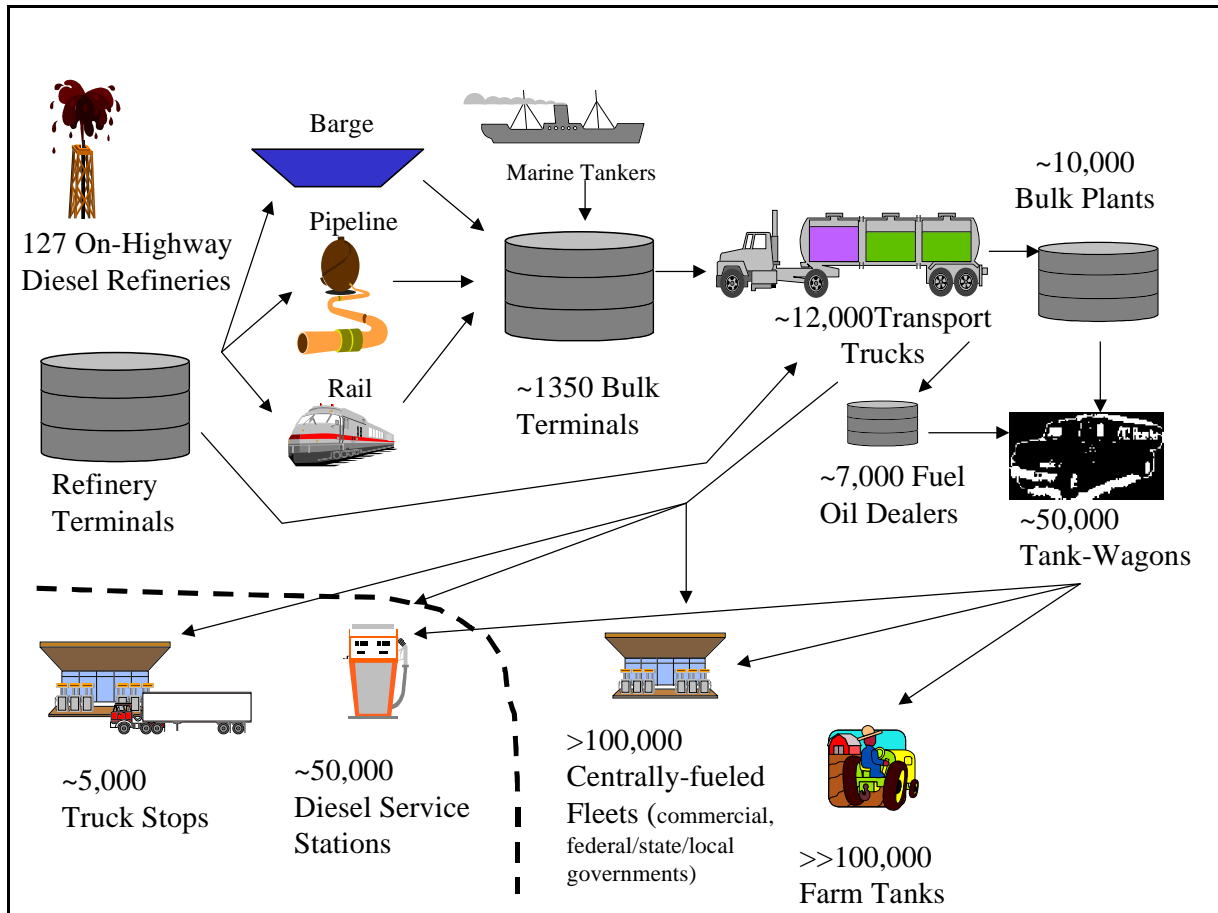 Barge
Marine Tankers
~10,000
Bulk Plants
127 On-Highway
Diesel Refineries
Pipeline
~12,000Transport
Trucks
Rail
~1350 Bulk
Terminals
Refinery
Terminals
~7,000 Fuel
Oil Dealers
~50,000
Tank-Wagons
~5,000
Truck Stops
~50,000
Diesel Service
Stations
>100,000
Centrally-fueled
Fleets (commercial,
federal/state/local
governments)
>>100,000
Farm Tanks